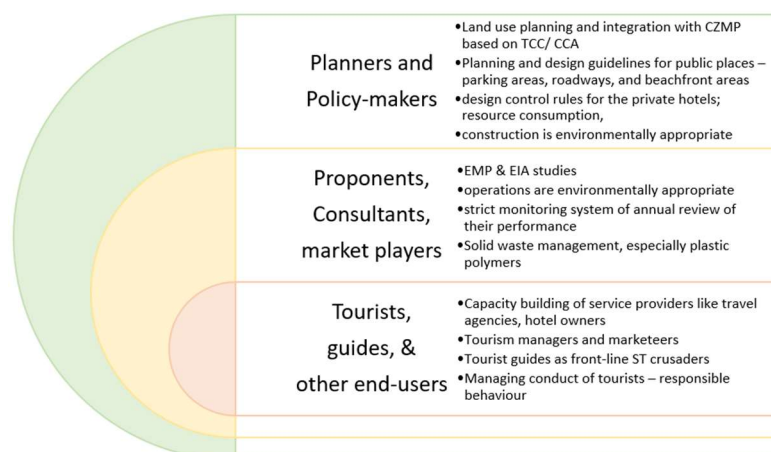 Planners and
Policy-makers
•Land use planning and integration with CZMP
based on TCC/ CCA
•Planning and design guidelines for public places –
parking areas, roadways, and beachfront areas
•design control rules for the private hotels;
resource consumption,
•construction is environmentally appropriate
Proponents,
Consultants,
market players
•EMP & EIA studies
•operations are environmentally appropriate
•strict monitoring system of annual review of
their performance
•Solid waste management, especially plastic
polymers
Tourists,
guides, &
other end-users
•Capacity building of service providers like travel
agencies, hotel owners
•Tourism managers and marketeers
•Tourist guides as front-line ST crusaders
•Managing conduct of tourists – responsible
behaviour